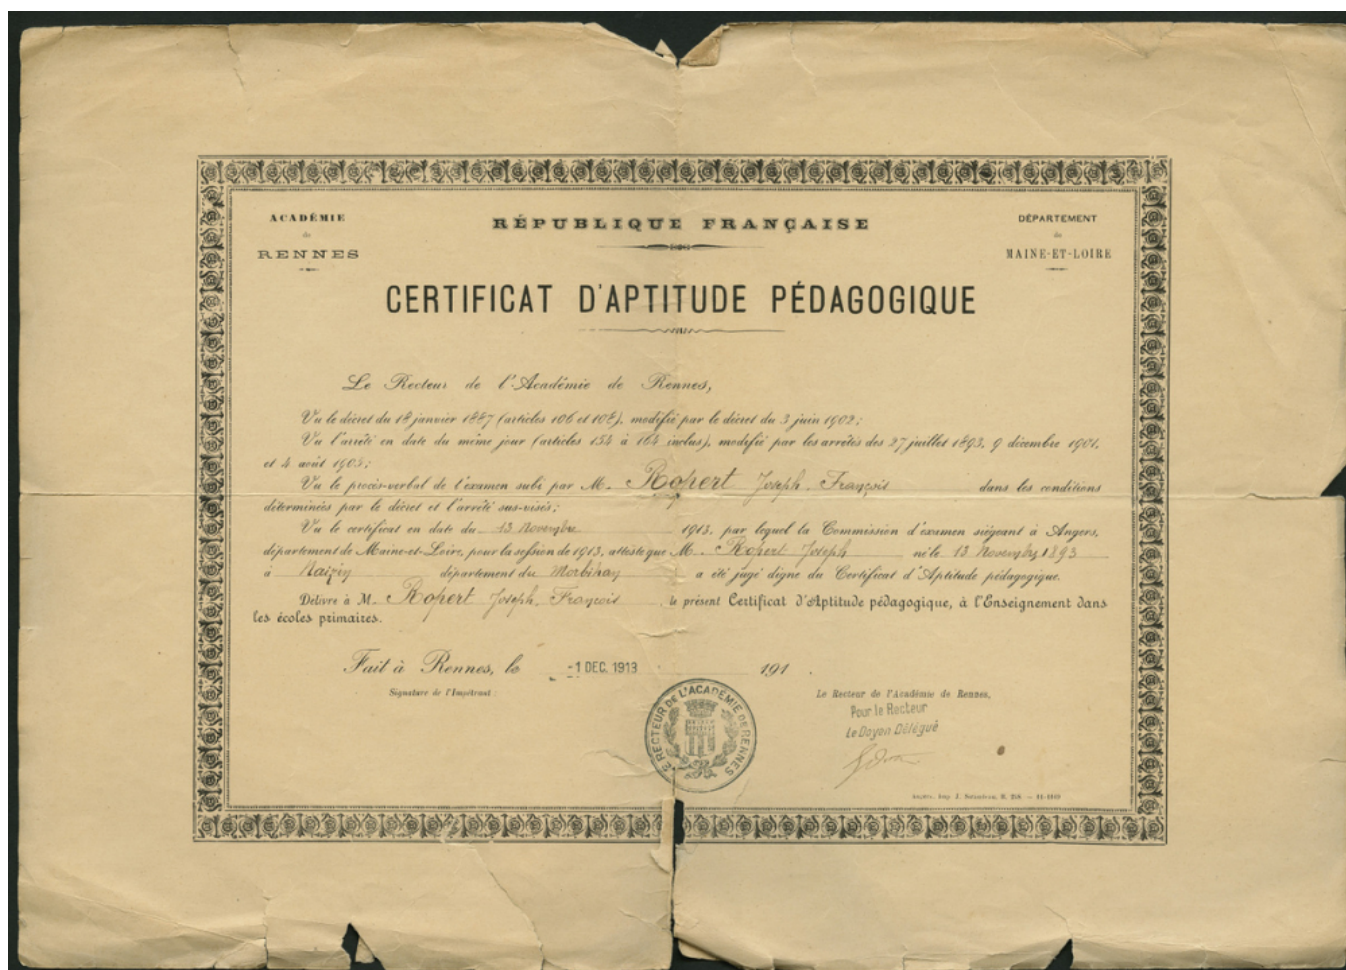 ACADÉMIE
de
RENNES
RÉPUBLIQUE FRANÇAISE
DÉPARTEMENT
de
MAINE-ET-LOIRE
CERTIFICAT D'APTITUDE PÉDAGOGIQUE
Le Recteur de l'Académie de Rennes,
Vu le décret du 18 janvier 1887 (articles 106 et 108), modifié par le décret du 3 juin 1902;
Vu l'arrêté en date du même jour (articles 154 à 164 inclus), modifié par les arrêtés des 27 juillet 1893, 9 décembre 1901,
et 4 août 1905;
Vu le procès-verbal de l'examen subi par M. Ropert Joseph François dans les conditions
déterminées par le décret et l'arrêté sus-visés;
Vu le certificat en date du 13 Novembre 1913, par lequel la Commission d'examen siégeant à Angers,
département de Maine-et-Loire, pour la session de 1913, atteste que M. Ropert Joseph né le 13 Novembre 1893
à Naizin département du Morbihan a été jugé digne du Certificat d'Aptitude pédagogique.
Délivre à M. Ropert Joseph François le présent Certificat d'Aptitude pédagogique, à l'Enseignement dans
les écoles primaires.
Fait à Rennes, le -1 DEC. 1913 191
Signature de l'Impétrant :
RECTEUR DE L'ACADÉMIE DE RENNES
Le Recteur de l'Académie de Rennes,
Pour le Recteur
Le Doyen Délégué
Angers, Imp. J.